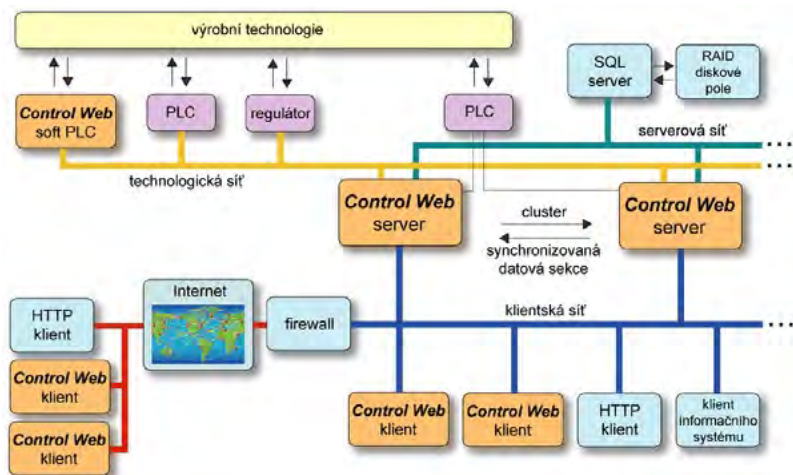 výrobní technologie
SQL
server
RAID
diskové
pole
Control Web
soft PLC
PLC
regulátor
PLC
serverová síť
technologická síť
Control Web
server
cluster
synchronizovaná
datová sekce
Control Web
server
Internet
HTTP
klient
firewall
klientská síť
Control Web
klient
Control Web
klient
Control Web
klient
Control Web
klient
HTTP
klient
klient
informačního
systému